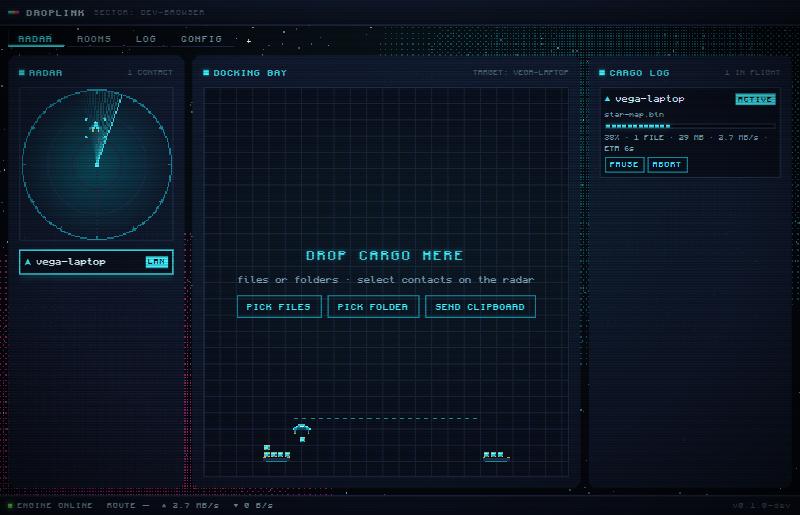 DROPLINK SECTOR: DEV-BROWSER
RADAR ROOMS LOG CONFIG
RADAR 1 CONTACT
vega-laptop LAN
DOCKING BAY TARGET: VEGA-LAPTOP
DROP CARGO HERE
files or folders · select contacts on the radar
PICK FILES PICK FOLDER SEND CLIPBOARD
CARGO LOG 1 IN FLIGHT
vega-laptop ACTIVE
star-map.bin
38% · 1 FILE · 29 MB · 2.7 MB/s ·
ETA 6s
PAUSE ABORT
ENGINE ONLINE ROUTE — ▲ 2.7 MB/s ▼ 0 B/s v0.1.0-dev